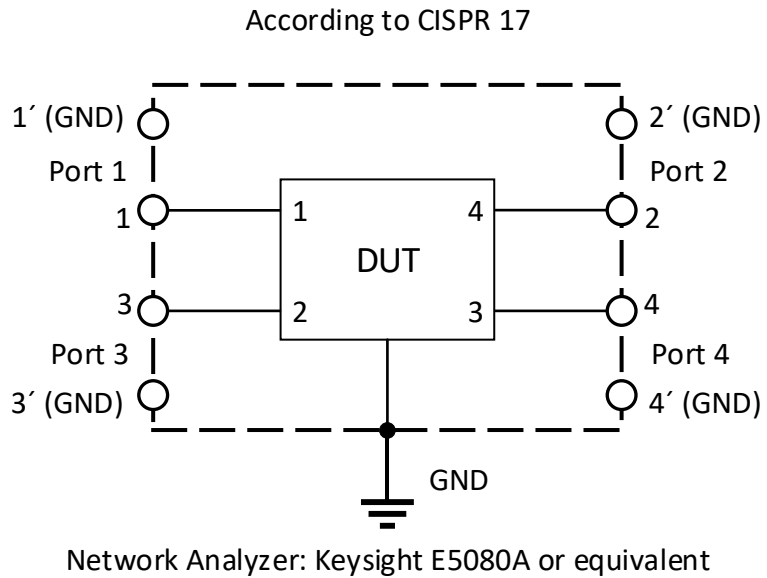 According to CISPR 17
1´ (GND)
2´ (GND)
Port 1
Port 2
1
1
4
2
DUT
3
2
3
4
Port 3
Port 4
3´ (GND)
4´ (GND)
GND
Network Analyzer: Keysight E5080A or equivalent